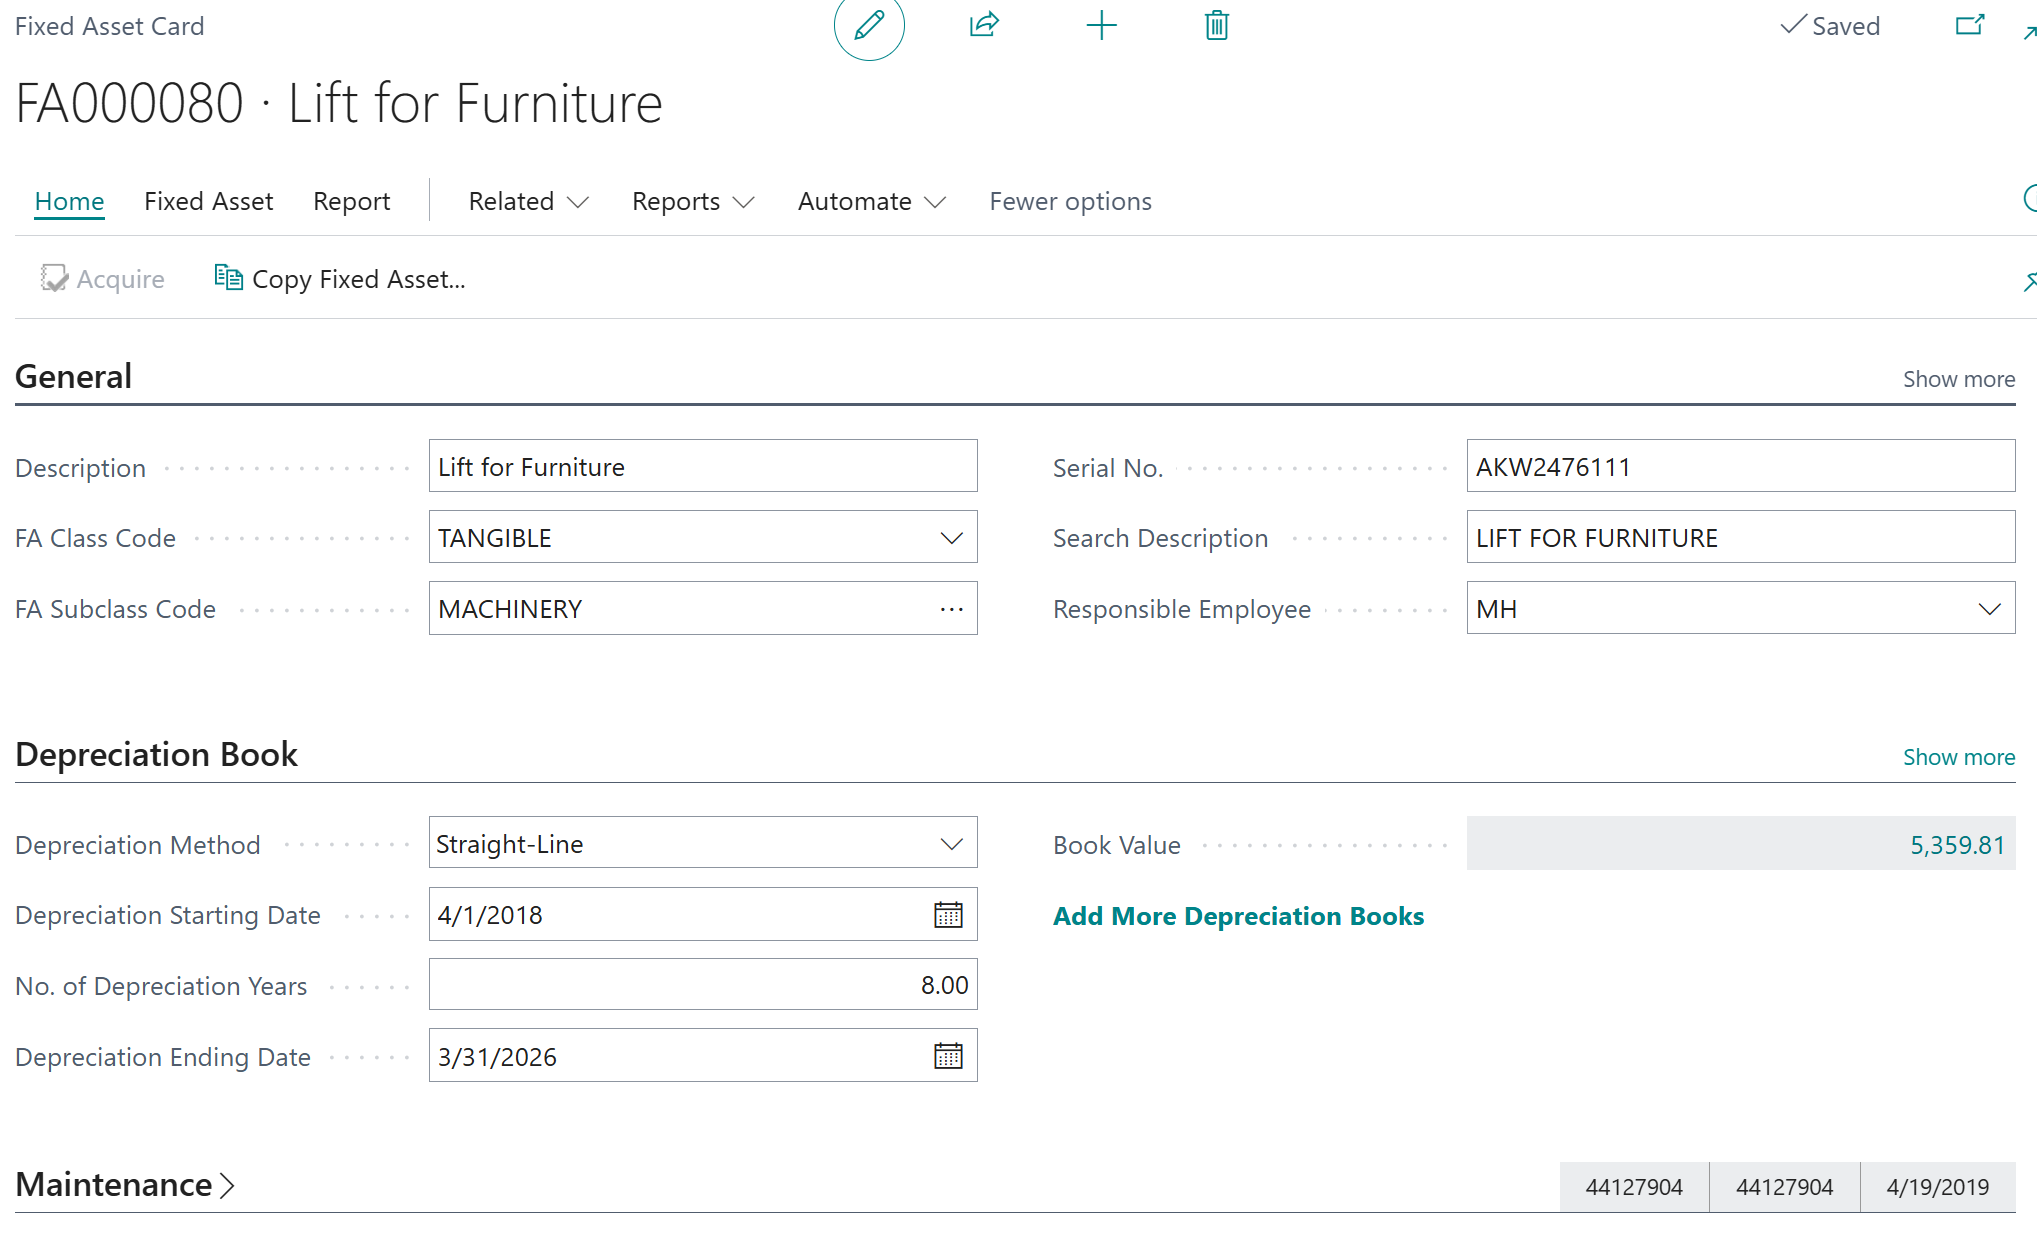 Fixed Asset Card
Saved
FA000080 · Lift for Furniture
Home Fixed Asset Report Related Reports Automate Fewer options
Acquire Copy Fixed Asset...
General Show more
Description Lift for Furniture Serial No. AKW2476111
FA Class Code TANGIBLE Search Description LIFT FOR FURNITURE
FA Subclass Code MACHINERY ... Responsible Employee MH
Depreciation Book Show more
Depreciation Method Straight-Line Book Value 5,359.81
Depreciation Starting Date 4/1/2018 Add More Depreciation Books
No. of Depreciation Years 8.00
Depreciation Ending Date 3/31/2026
Maintenance 44127904 44127904 4/19/2019